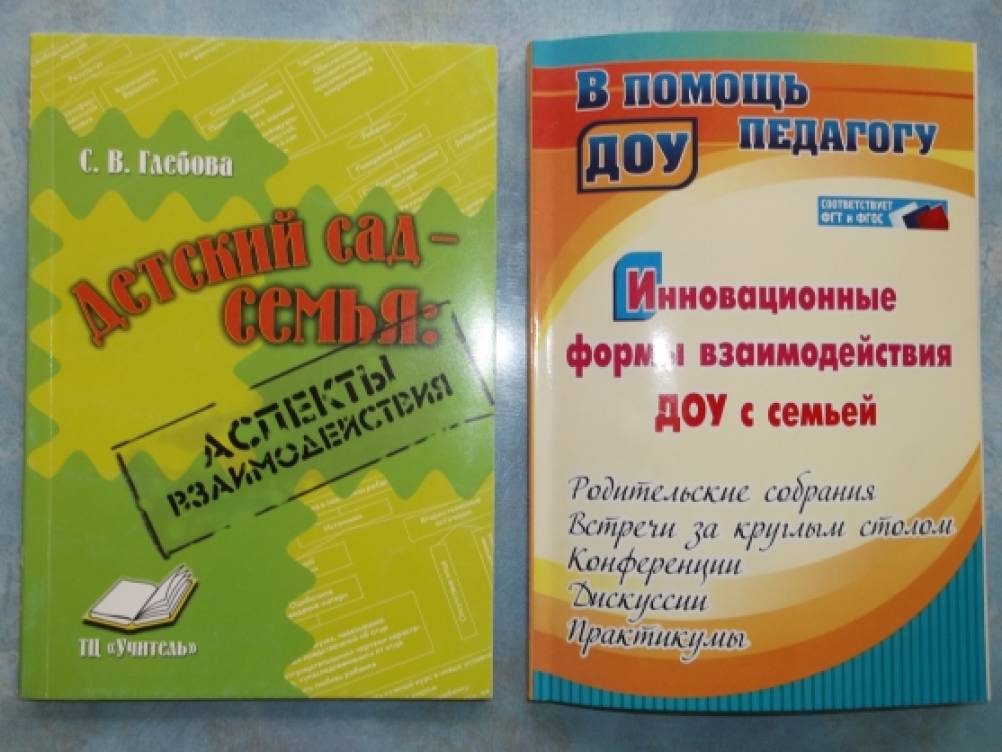 С. В. Глебова
Детский сад –
семья:
АСПЕКТЫ
ВЗАИМОДЕЙСТВИЯ
ТЦ «Учитель»
В ПОМОЩЬ
ПЕДАГОГУ
ДОУ
СООТВЕТСТВУЕТ
ФГТ и ФГОС
Инновационные
формы взаимодействия
ДОУ с семьей
Родительские собрания
Встречи за круглым столом
Конференции
Дискуссии
Практикумы